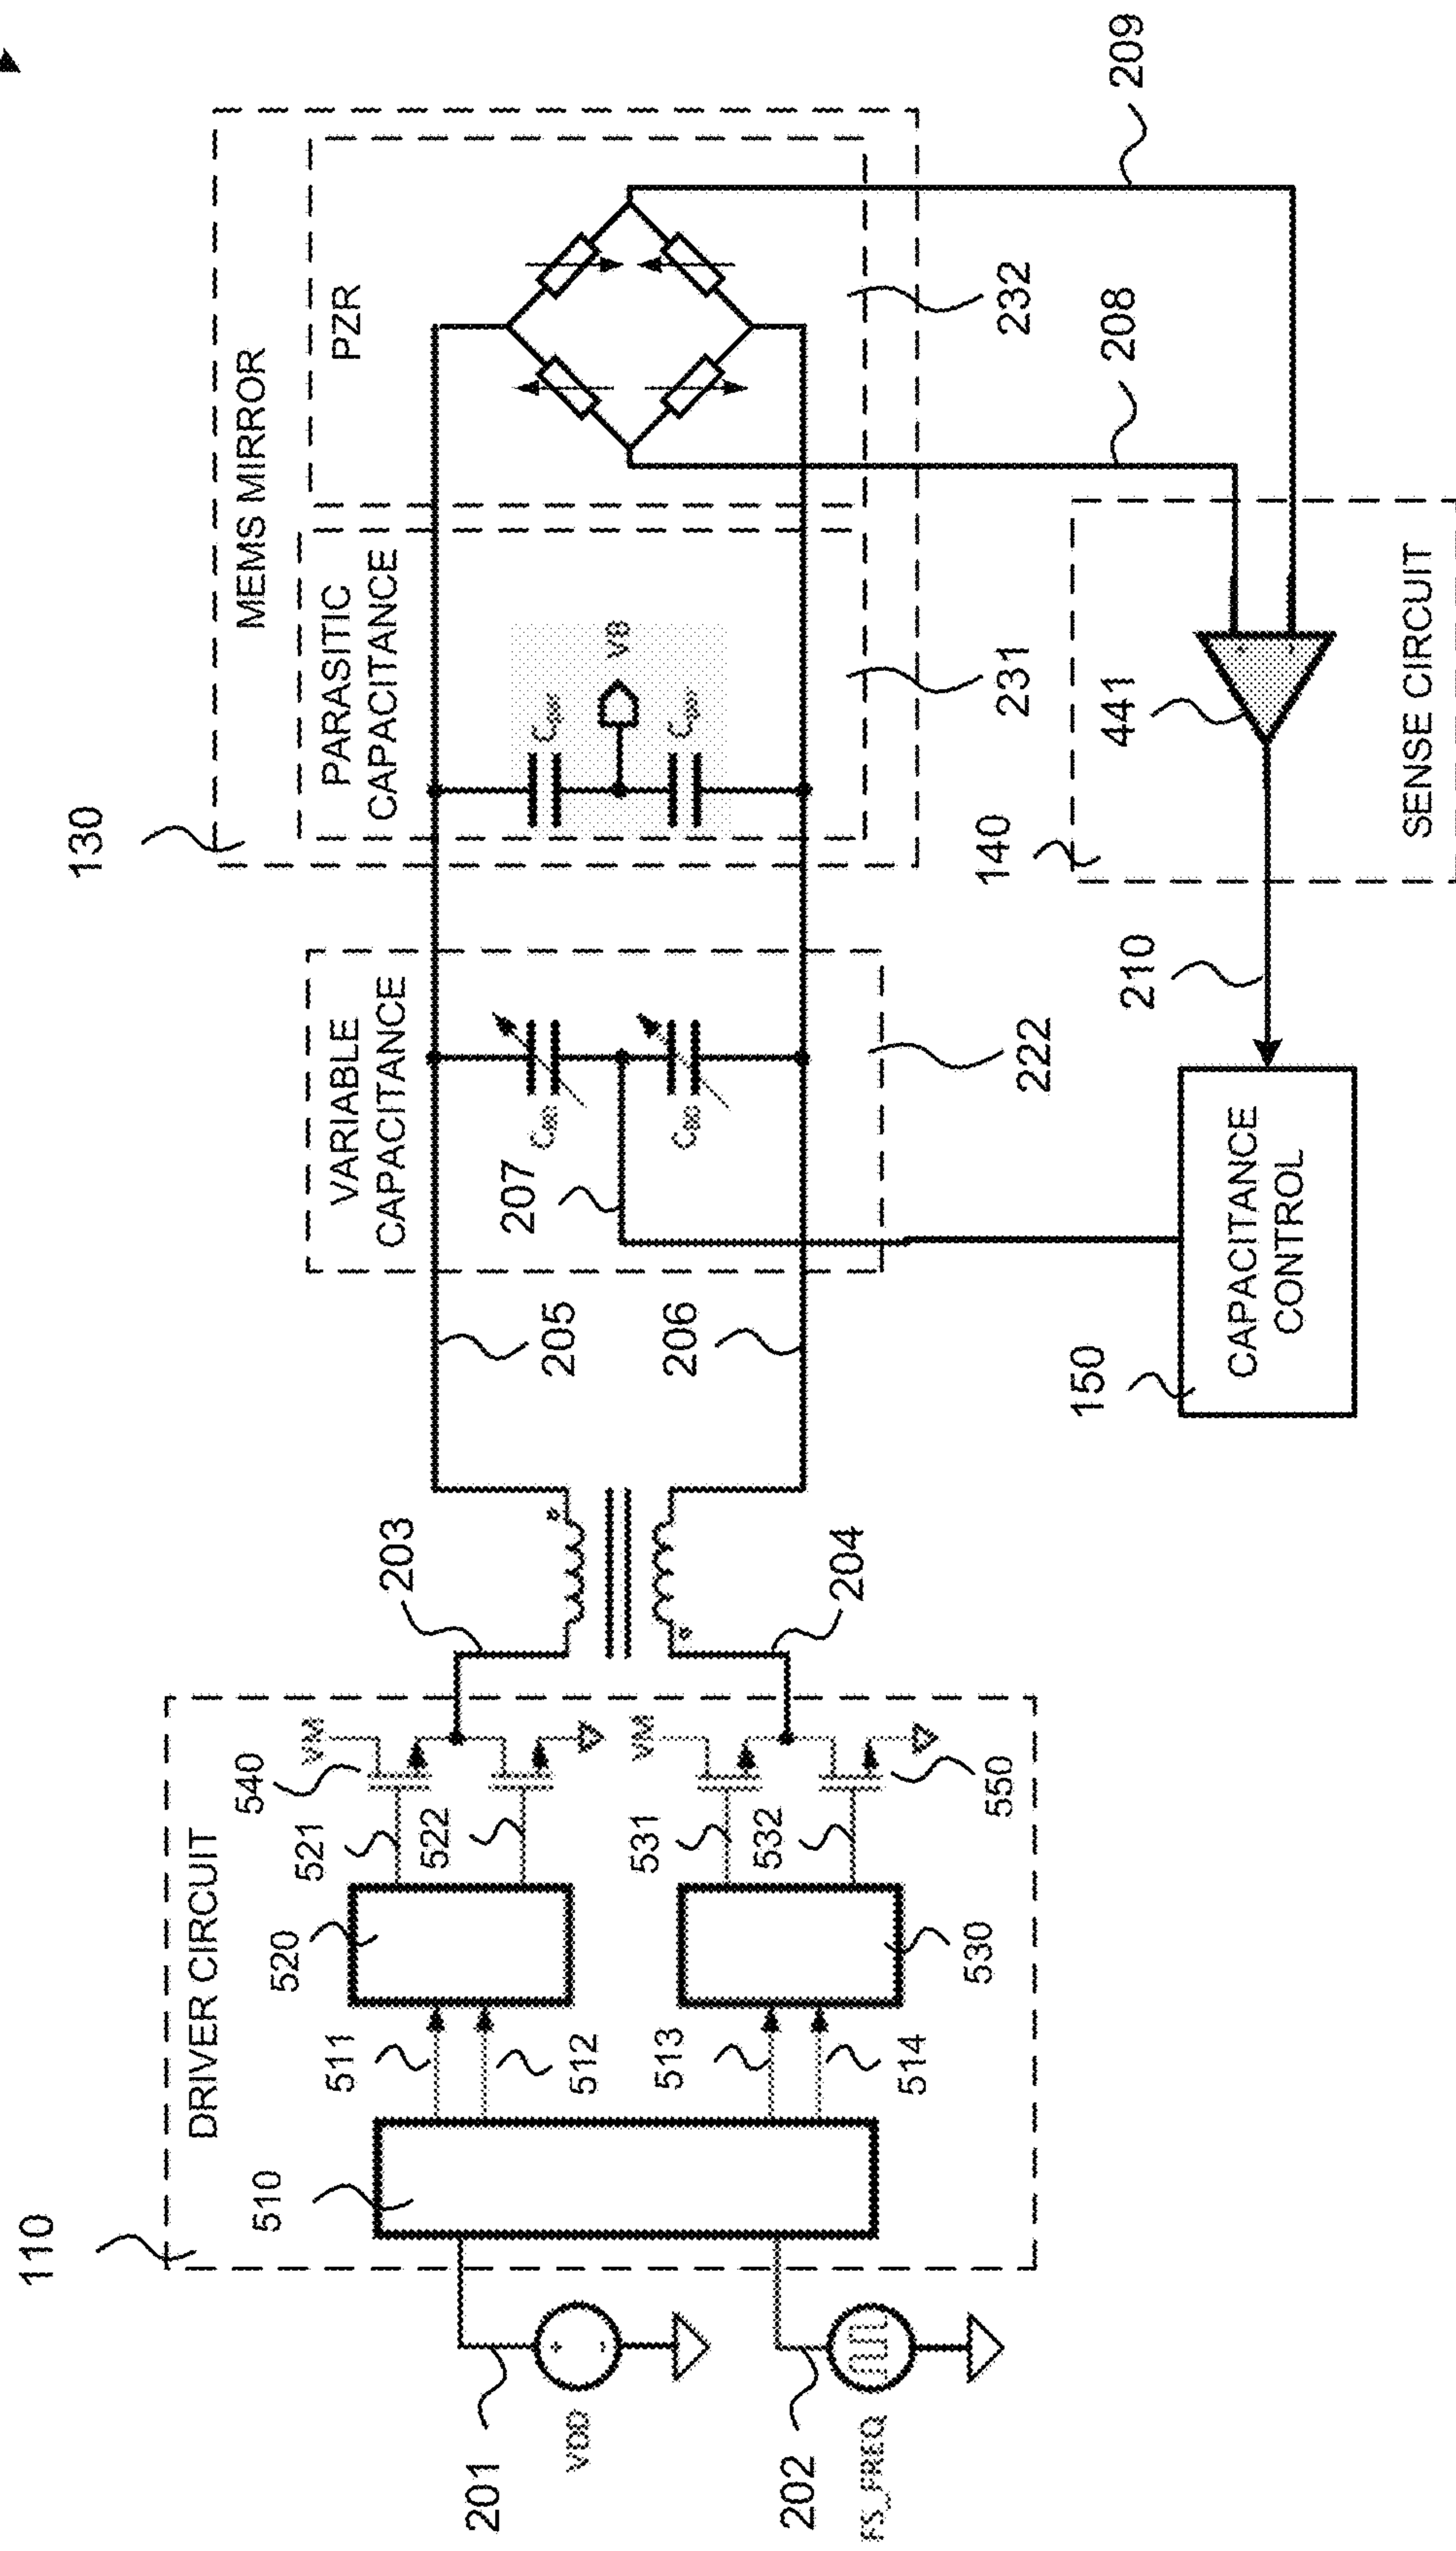 110
DRIVER CIRCUIT
510
511
512
513
514
520
530
521
522
531
532
540
550
VM
VM
201
VDD
202
FS_FREQ
203
204
205
206
VARIABLE
CAPACITANCE
207
222
130
MEMS MIRROR
PARASITIC
CAPACITANCE
VB
231
PZR
232
208
209
140
441
SENSE CIRCUIT
210
150
CAPACITANCE
CONTROL